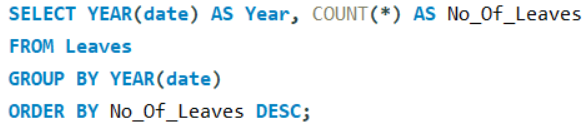 SELECT YEAR(date) AS Year, COUNT(*) AS No_Of_Leaves
FROM Leaves
GROUP BY YEAR(date)
ORDER BY No_Of_Leaves DESC;